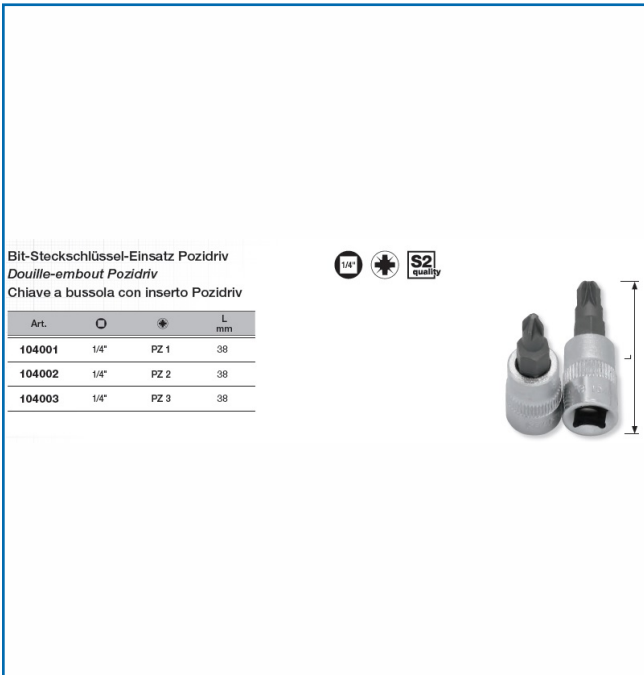 Bit-Steckschlüssel-Einsatz Pozidriv
Douille-embout Pozidriv
Chiave a bussola con inserto Pozidriv
1/4"
S2
quality
Art. L
mm
104001 1/4" PZ 1 38
104002 1/4" PZ 2 38
104003 1/4" PZ 3 38
L